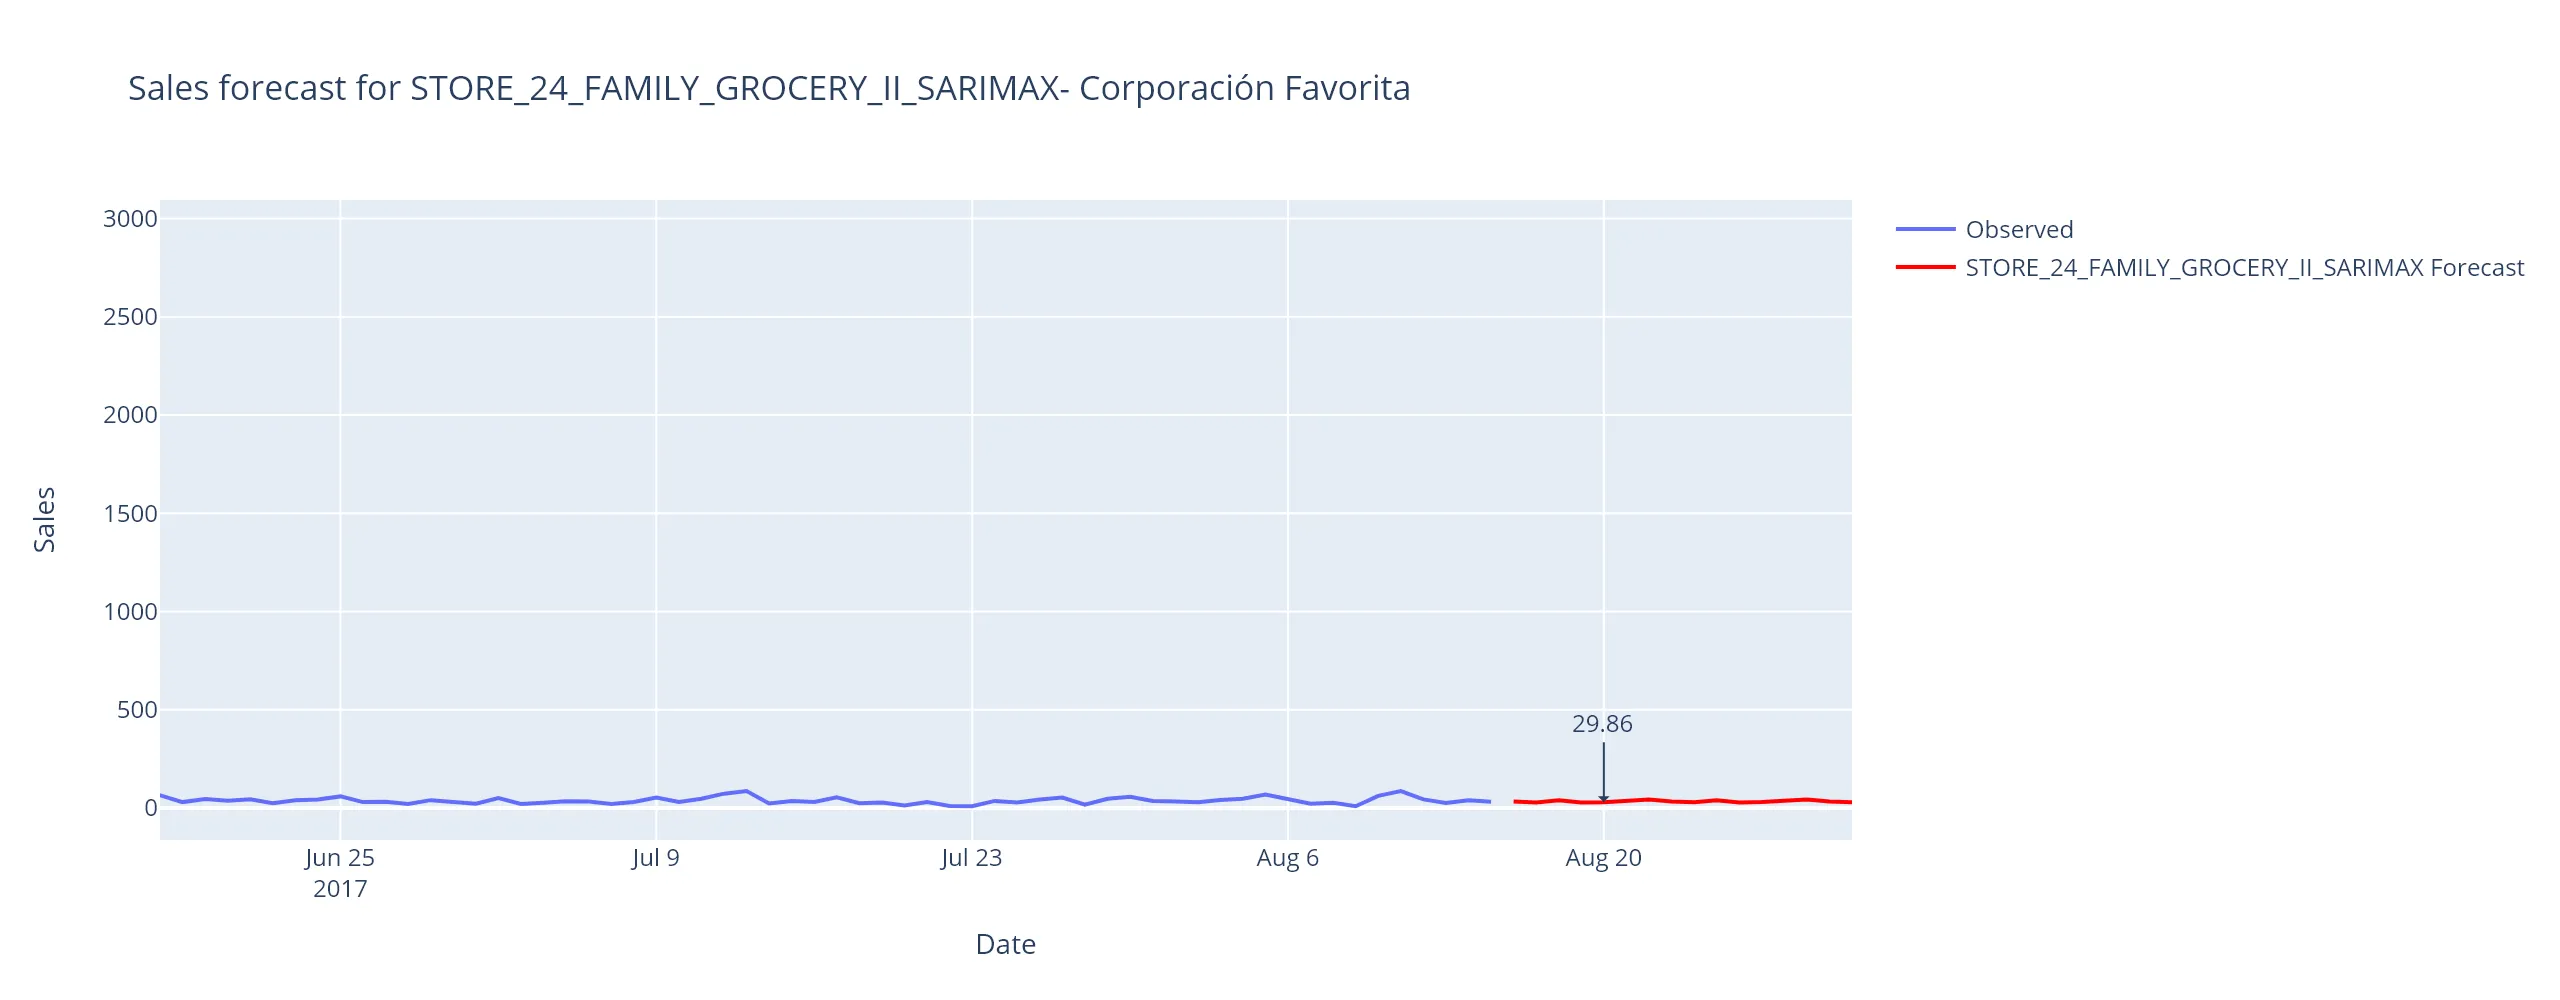 Sales forecast for STORE_24_FAMILY_GROCERY_II_SARIMAX- Corporación Favorita
Observed
STORE_24_FAMILY_GROCERY_II_SARIMAX Forecast
3000
2500
2000
1500
1000
500
0
Sales
29.86
Jun 25
2017
Jul 9
Jul 23
Aug 6
Aug 20
Date